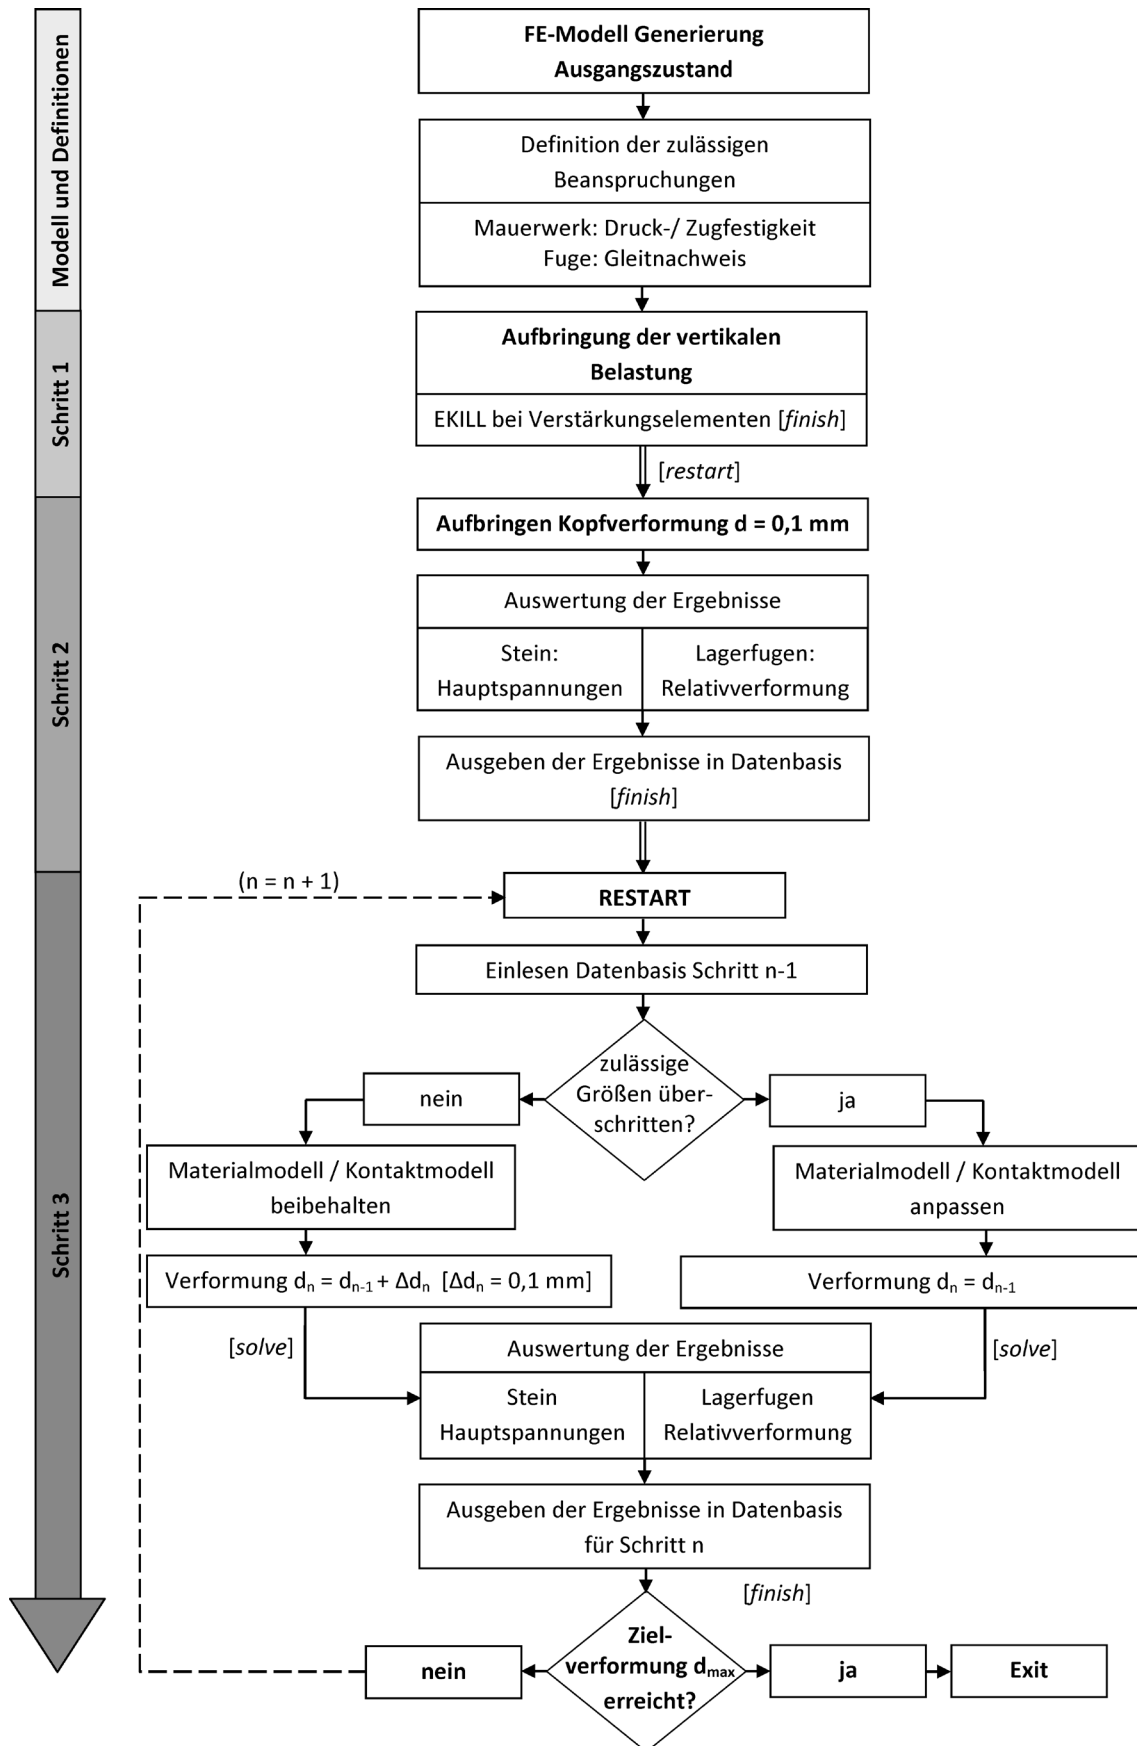 Modell und Definitionen
FE-Modell Generierung
Ausgangszustand
Definition der zulässigen
Beanspruchungen
Mauerwerk: Druck-/ Zugfestigkeit
Fuge: Gleitnachweis
Schritt 1
Aufbringung der vertikalen
Belastung
EKILL bei Verstärkungselementen [finish]
[restart]
Schritt 2
Aufbringen Kopfverformung d = 0,1 mm
Auswertung der Ergebnisse
Stein:
Hauptspannungen
Lagerfugen:
Relativverformung
Ausgeben der Ergebnisse in Datenbasis
[finish]
Schritt 3
(n = n + 1)
RESTART
Einlesen Datenbasis Schritt n-1
zulässige
Größen über-
schritten?
nein
ja
Materialmodell / Kontaktmodell
beibehalten
Materialmodell / Kontaktmodell
anpassen
Verformung dn = dn-1 + Δdn [Δdn = 0,1 mm]
Verformung dn = dn-1
[solve]
[solve]
Auswertung der Ergebnisse
Stein
Hauptspannungen
Lagerfugen
Relativverformung
Ausgeben der Ergebnisse in Datenbasis
für Schritt n
[finish]
Ziel-
verformung dmax
erreicht?
nein
ja
Exit